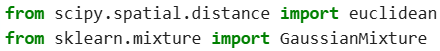 from scipy.spatial.distance import euclidean
from sklearn.mixture import GaussianMixture